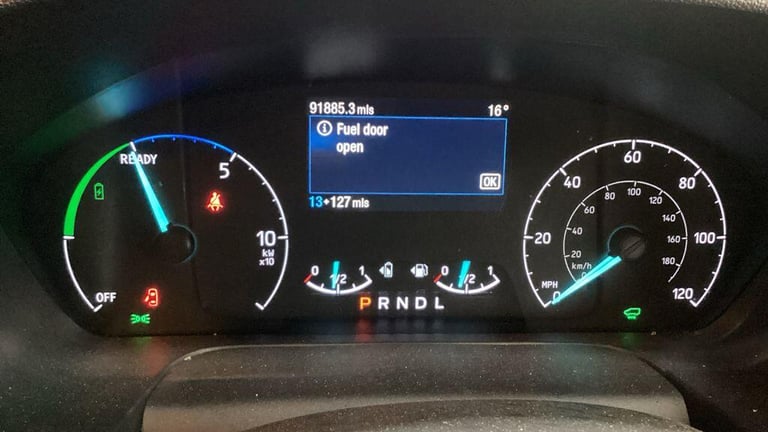 91885.3 mls 16°
Fuel door
open
OK
13+127 mls
READY
5
10
kW
x10
OFF
0 1/2 1
0 1/2 1
P R N D L
0
20
40
60
80
100
120
MPH
0
20
40
60
80
100
120
140
160
180
km/h